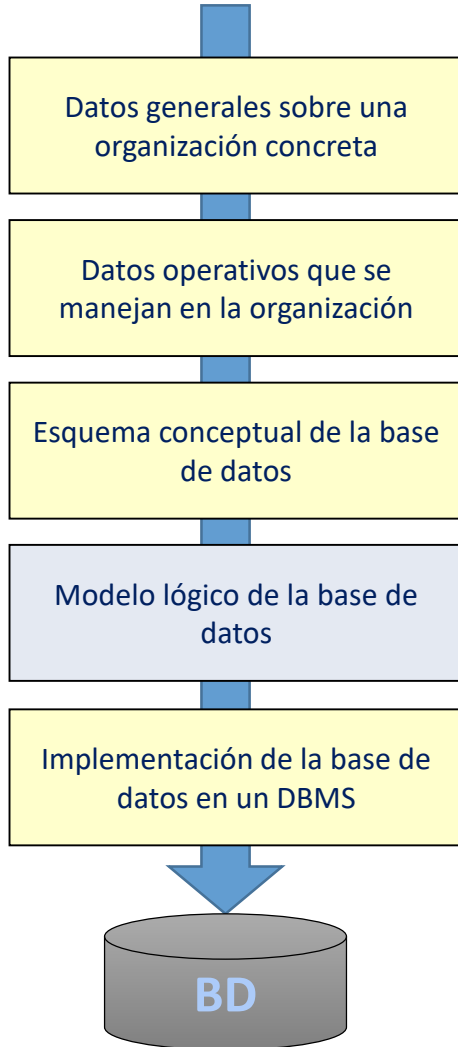 Datos generales sobre una
organización concreta
Datos operativos que se
manejan en la organización
Esquema conceptual de la base
de datos
Modelo lógico de la base de
datos
Implementación de la base de
datos en un DBMS
BD